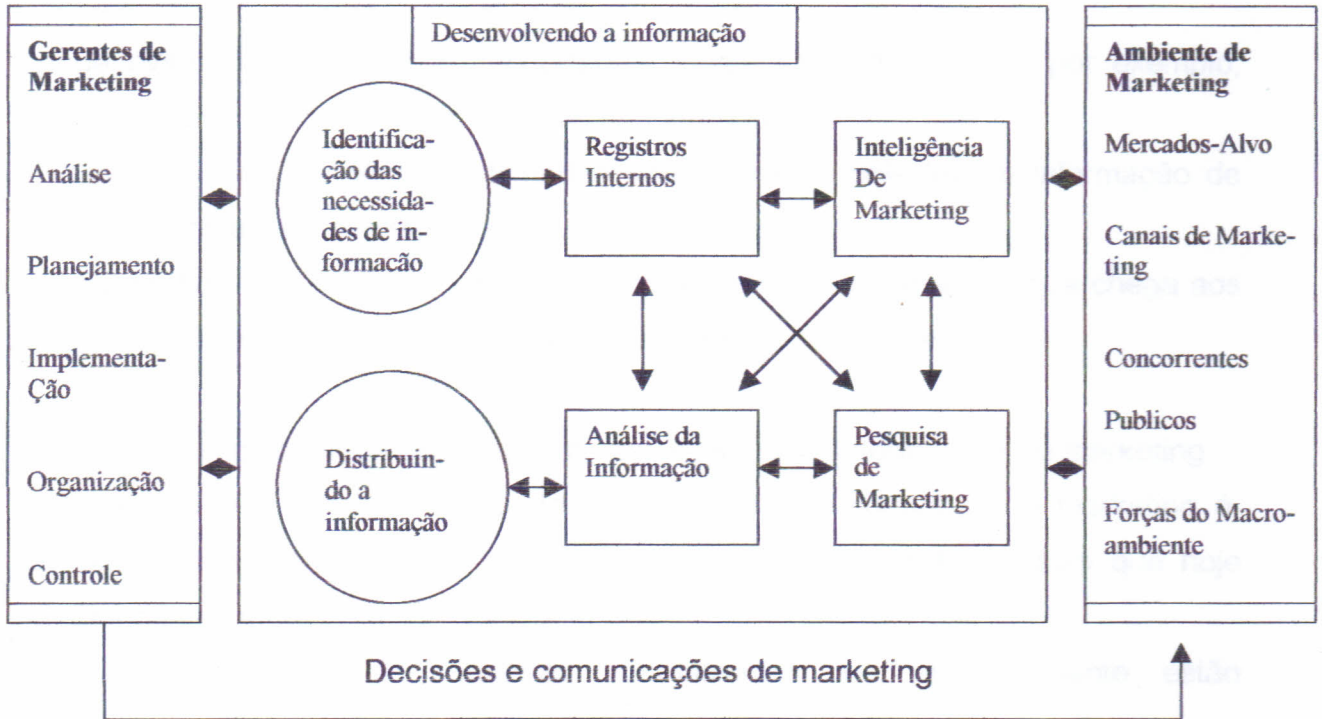 Desenvolvendo a informação
Gerentes de
Marketing
Análise
Planejamento
Implementa-
Ção
Organização
Controle
Identifica-
ção das
necessida-
des de in-
formacão
Registros
Internos
Inteligência
De
Marketing
Distribuin-
do a
informação
Análise da
Informação
Pesquisa
de
Marketing
Ambiente de
Marketing
Mercados-Alvo
Canais de Marke-
ting
Concorrentes
Publicos
Forças do Macro-
ambiente
Decisões e comunicações de marketing